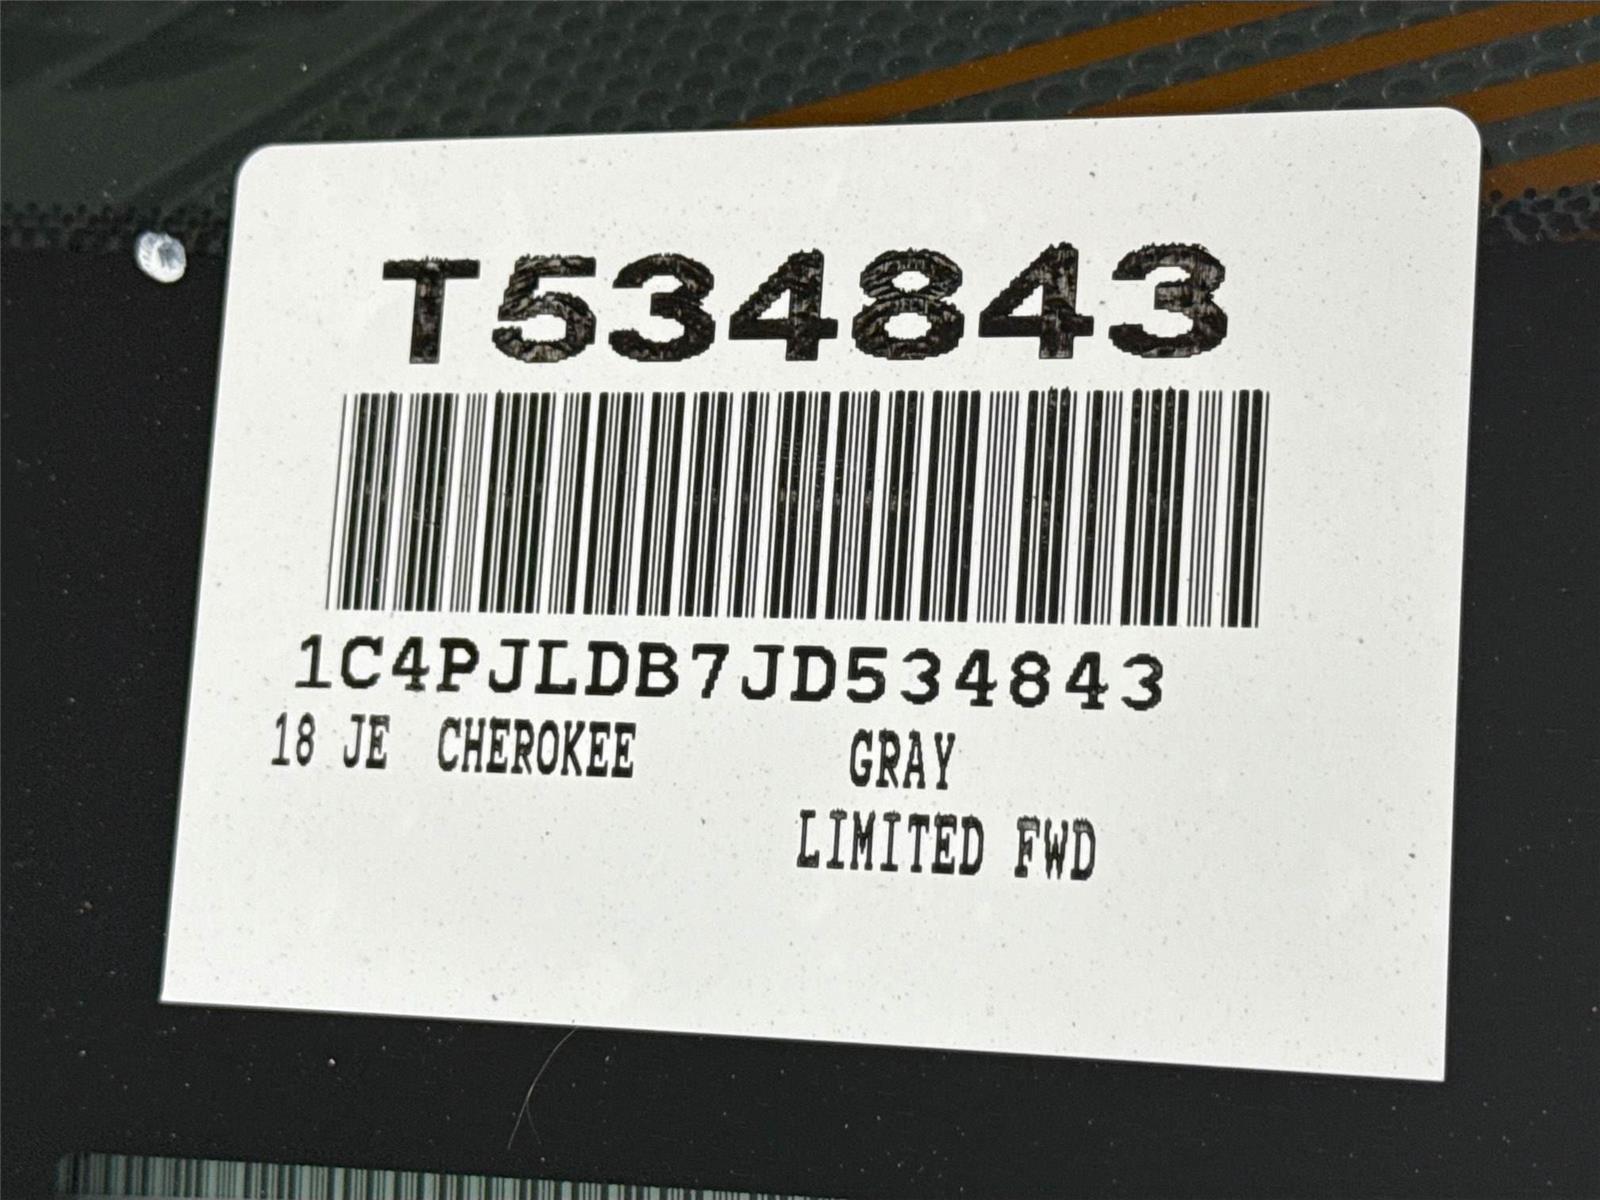 T534843
1C4PJLDB7JD534843
18 JE CHEROKEE GRAY
LIMITED FWD